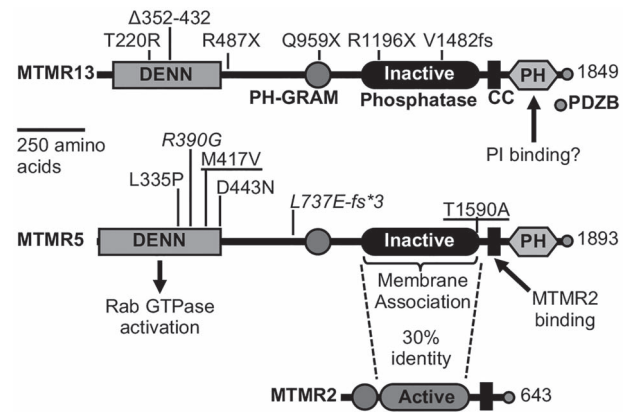 Δ352-432
T220R R487X Q959X R1196X V1482fs
MTMR13 DENN Inactive PH 1849
PH-GRAM Phosphatase CC PDZB
250 amino
acids
PI binding?
R390G
M417V
L335P D443N L737E-fs*3 T1590A
MTMR5 DENN Inactive PH 1893
Rab GTPase
activation
Membrane
Association
MTMR2
binding
30%
identity
MTMR2 Active 643